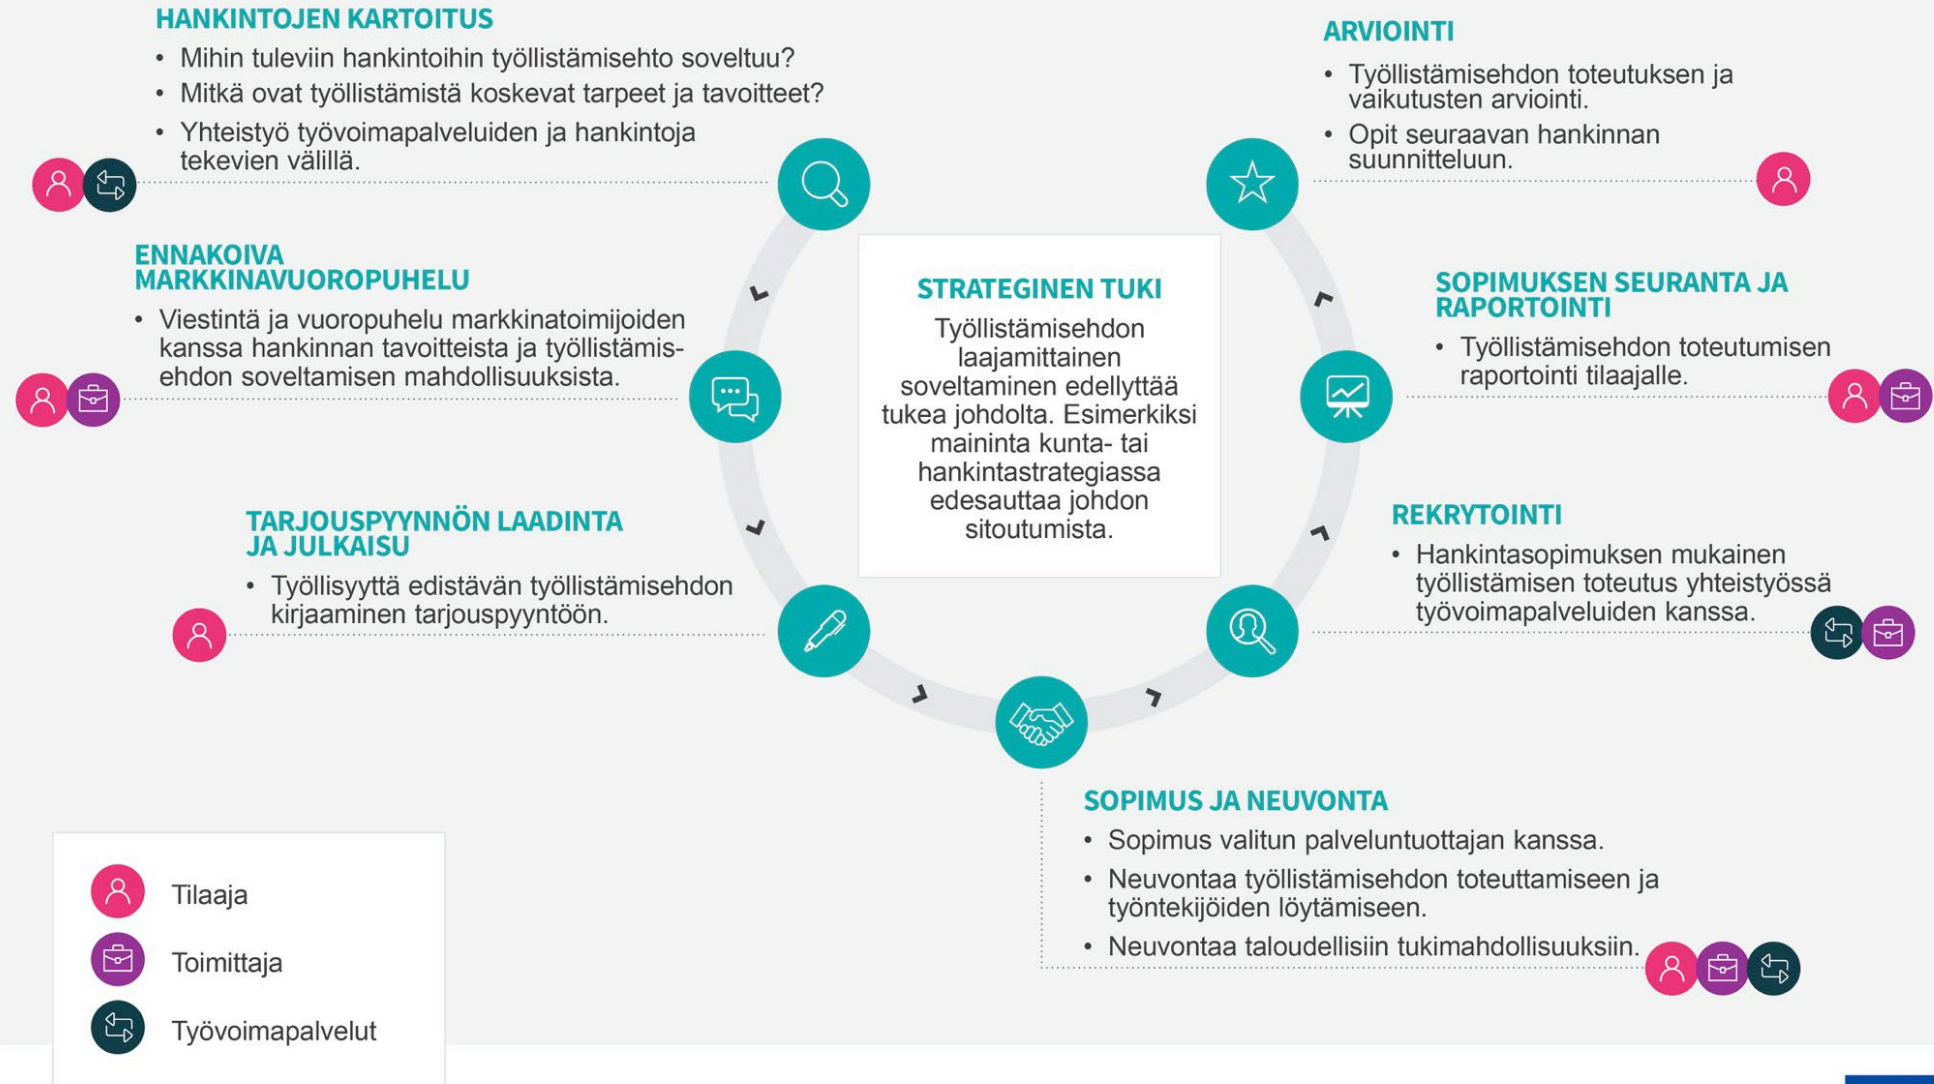 HANKINTOJEN KARTOITUS
• Mihin tuleviin hankintoihin työllistämisehto soveltuu?
• Mitkä ovat työllistämistä koskevat tarpeet ja tavoitteet?
• Yhteistyö työvoimapalveluiden ja hankintoja
tekevien välillä.
ENNAKOIVA
MARKKINAVUOROPUHELU
• Viestintä ja vuoropuhelu markkinatoimijoiden
kanssa hankinnan tavoitteista ja työllistämis-
ehdon soveltamisen mahdollisuuksista.
TARJOUSPYYNNÖN LAADINTA
JA JULKAISU
• Työllisyyttä edistävän työllistämisehdon
kirjaaminen tarjouspyyntöön.
STRATEGINEN TUKI
Työllistämisehdon
laajamittainen
soveltaminen edellyttää
tukea johdolta. Esimerkiksi
maininta kunta- tai
hankintastrategiassa
edesauttaa johdon
sitoutumista.
SOPIMUS JA NEUVONTA
• Sopimus valitun palveluntuottajan kanssa.
• Neuvontaa työllistämisehdon toteuttamiseen ja
työntekijöiden löytämiseen.
• Neuvontaa taloudellisiin tukimahdollisuuksiin.
REKRYTOINTI
• Hankintasopimuksen mukainen
työllistämisen toteutus yhteistyössä
työvoimapalveluiden kanssa.
SOPIMUKSEN SEURANTA JA
RAPORTOINTI
• Työllistämisehdon toteutumisen
raportointi tilaajalle.
ARVIOINTI
• Työllistämisehdon toteutuksen ja
vaikutusten arviointi.
• Opit seuraavan hankinnan
suunnitteluun.
Tilaaja
Toimittaja
Työvoimapalvelut